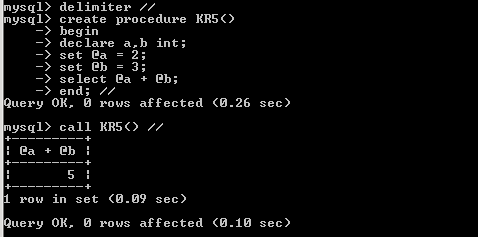 mysql> delimiter //
mysql> create procedure KR5()
    -> begin
    -> declare a,b int;
    -> set @a = 2;
    -> set @b = 3;
    -> select @a + @b;
    -> end; //
Query OK, 0 rows affected (0.26 sec)

mysql> call KR5() //
+---------+
| @a + @b |
+---------+
|       5 |
+---------+
1 row in set (0.09 sec)

Query OK, 0 rows affected (0.10 sec)